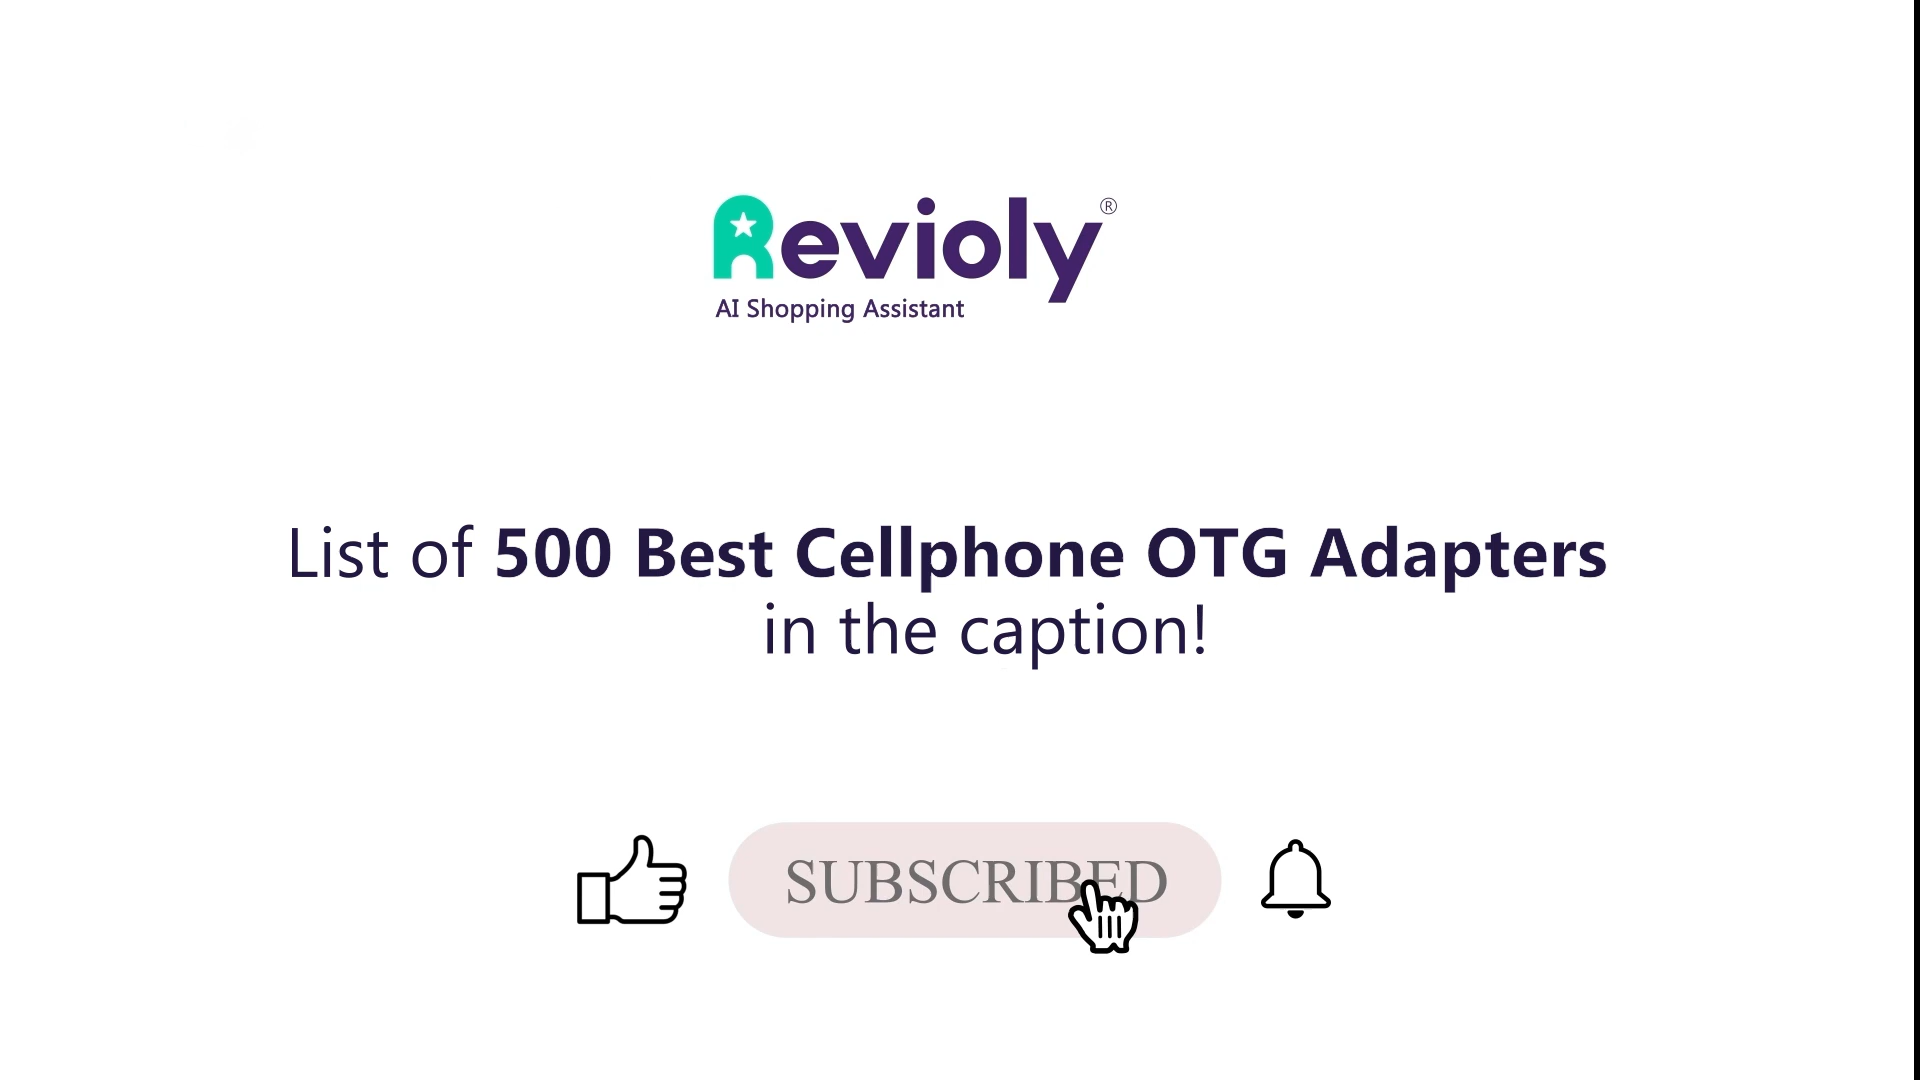 Revioly®
AI Shopping Assistant
List of 500 Best Cellphone OTG Adapters
in the caption!
SUBSCRIBED